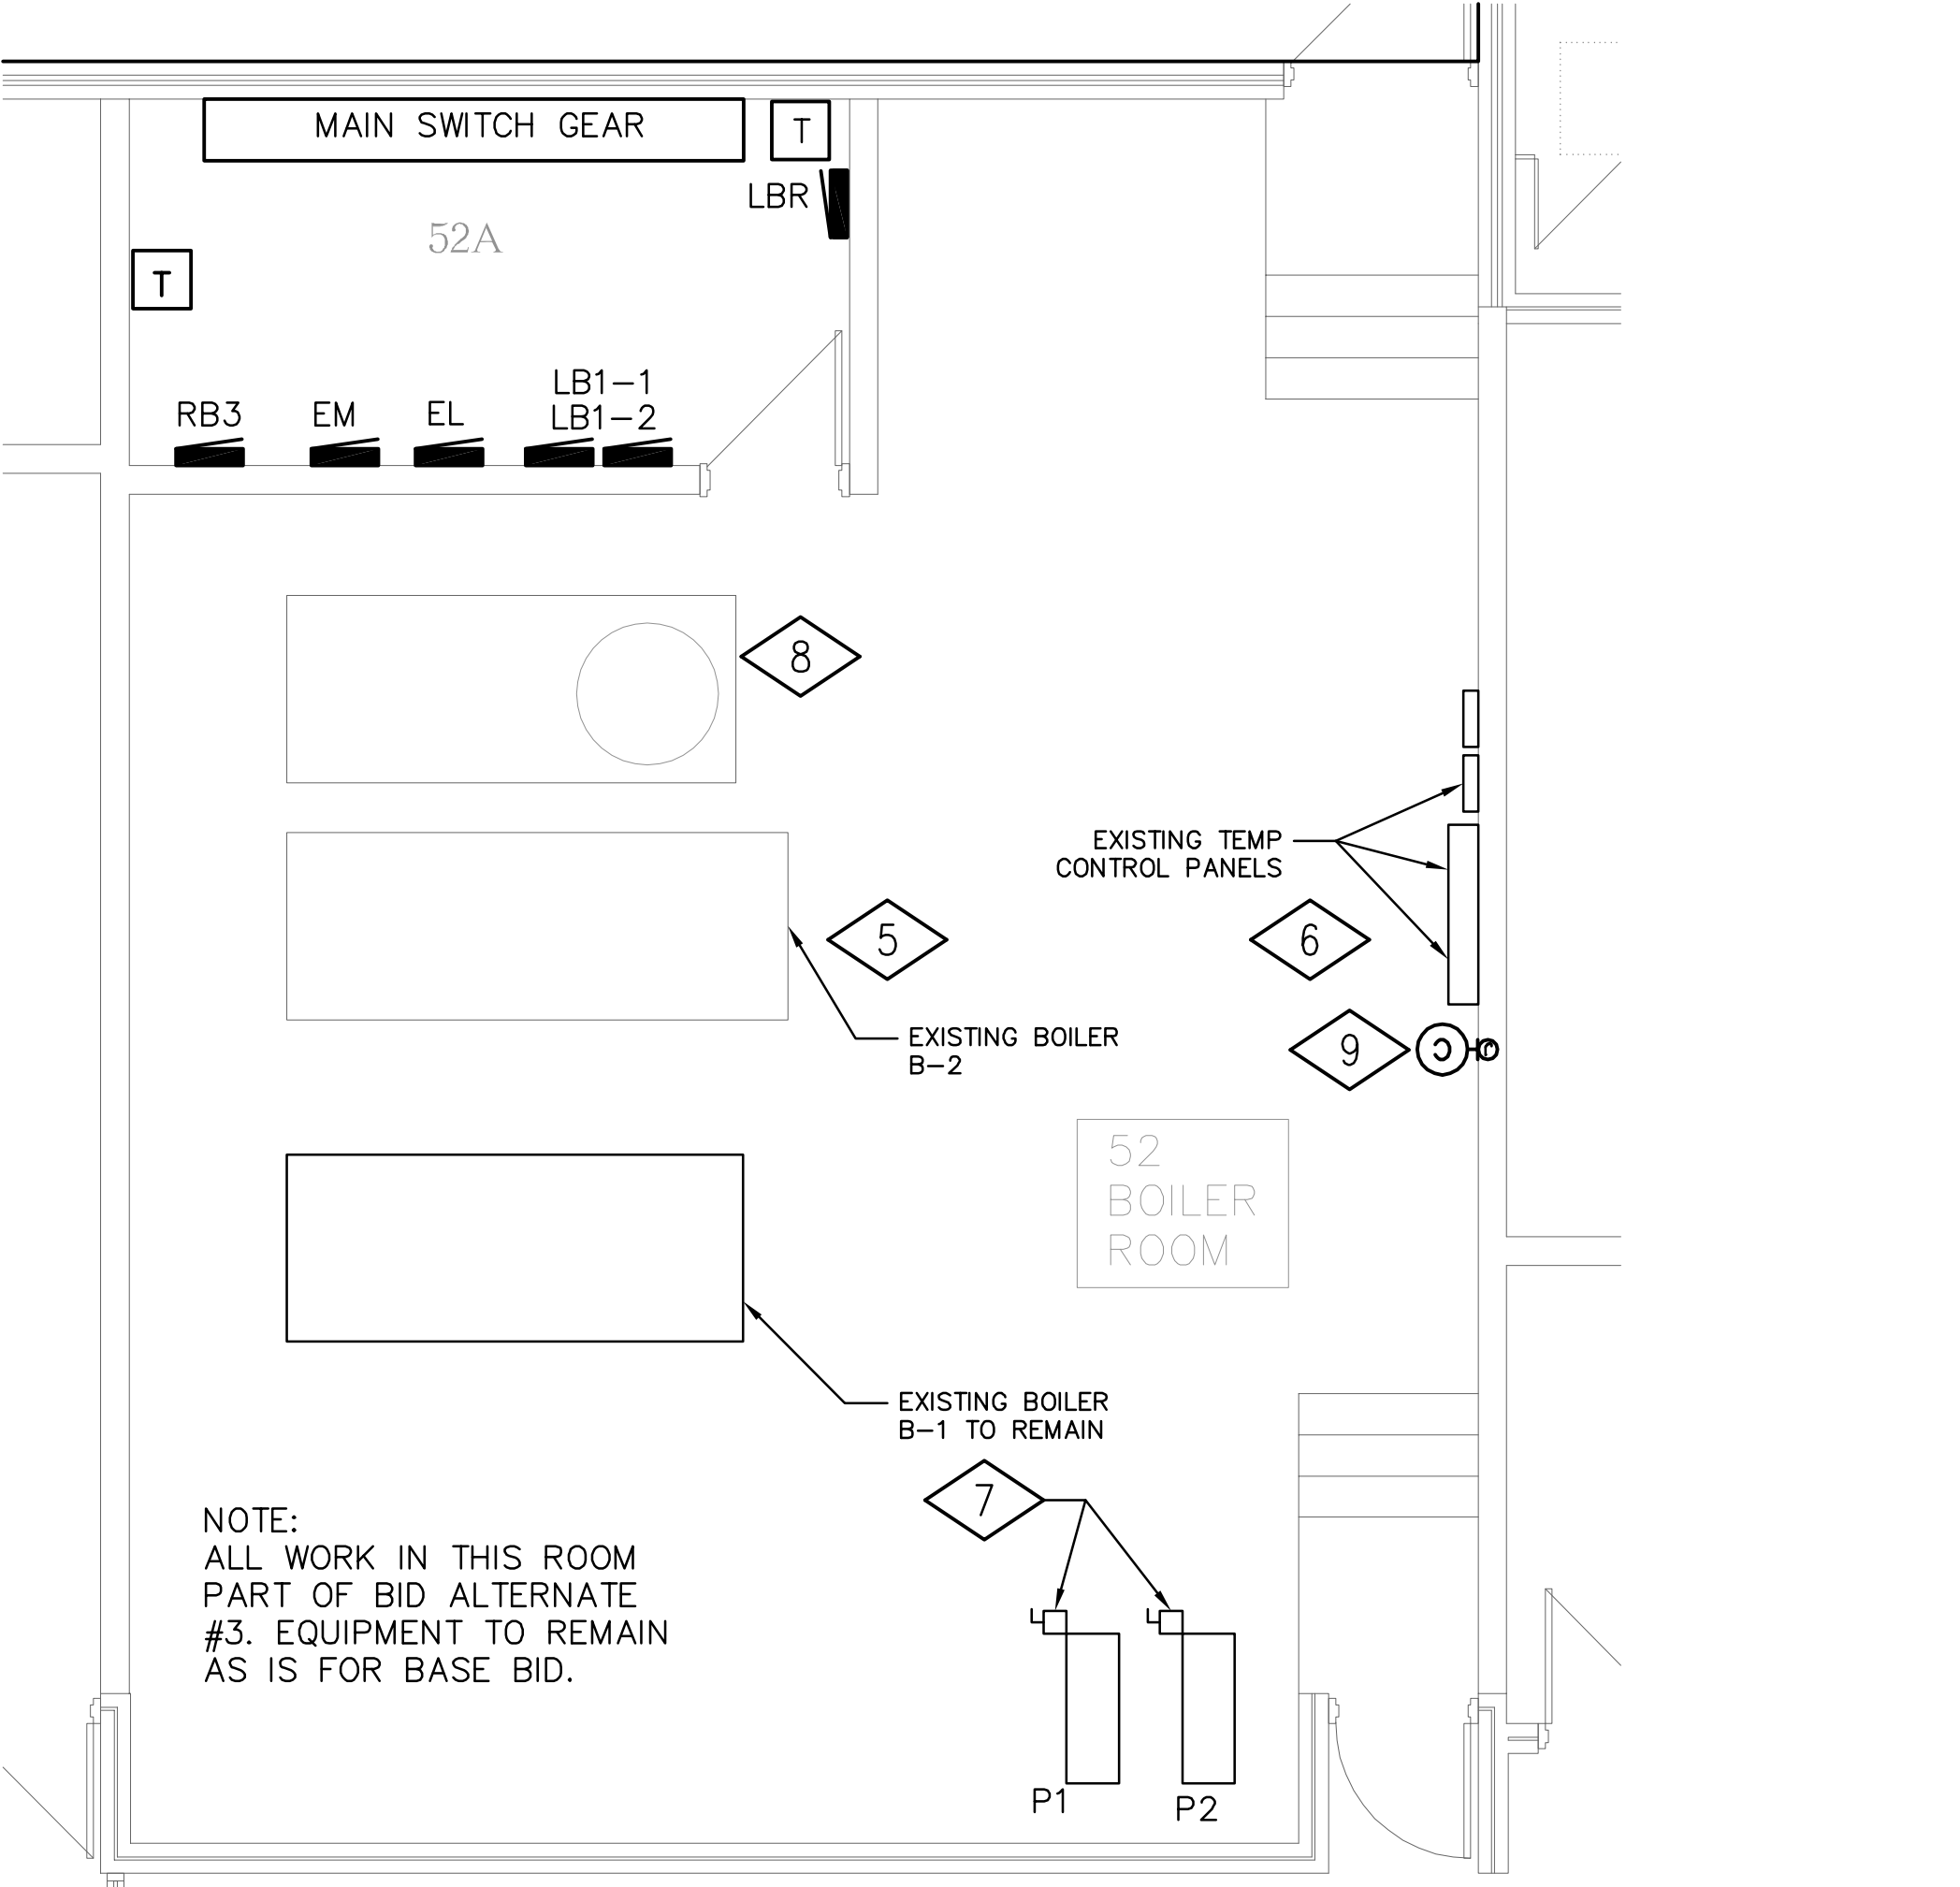 MAIN SWITCH GEAR
T
LBR
52A
T
LB1-1
LB1-2
RB3
EM
EL
8
EXISTING TEMP
CONTROL PANELS
5
6
EXISTING BOILER
B-2
9
C
52
BOILER
ROOM
EXISTING BOILER
B-1 TO REMAIN
7
NOTE:
ALL WORK IN THIS ROOM
PART OF BID ALTERNATE
#3. EQUIPMENT TO REMAIN
AS IS FOR BASE BID.
P1
P2